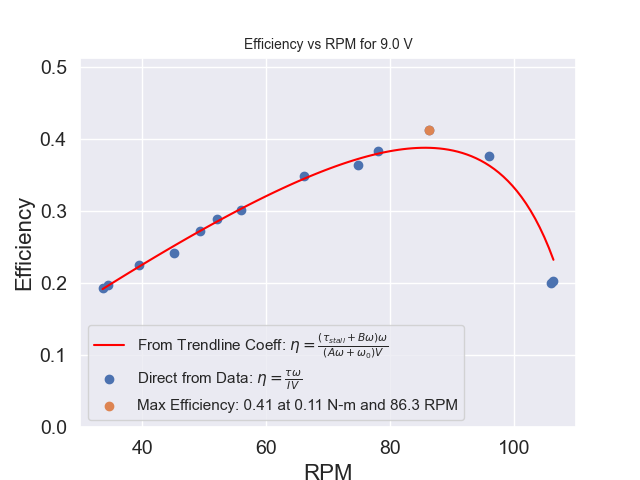 Efficiency vs RPM for 9.0 V
0.5
0.4
0.3
0.2
0.1
0.0
Efficiency
From Trendline Coeff: η = (τ_stall + Bω)ω / (Aω + ω₀)V
Direct from Data: η = τω / IV
Max Efficiency: 0.41 at 0.11 N-m and 86.3 RPM
40 60 80 100
RPM